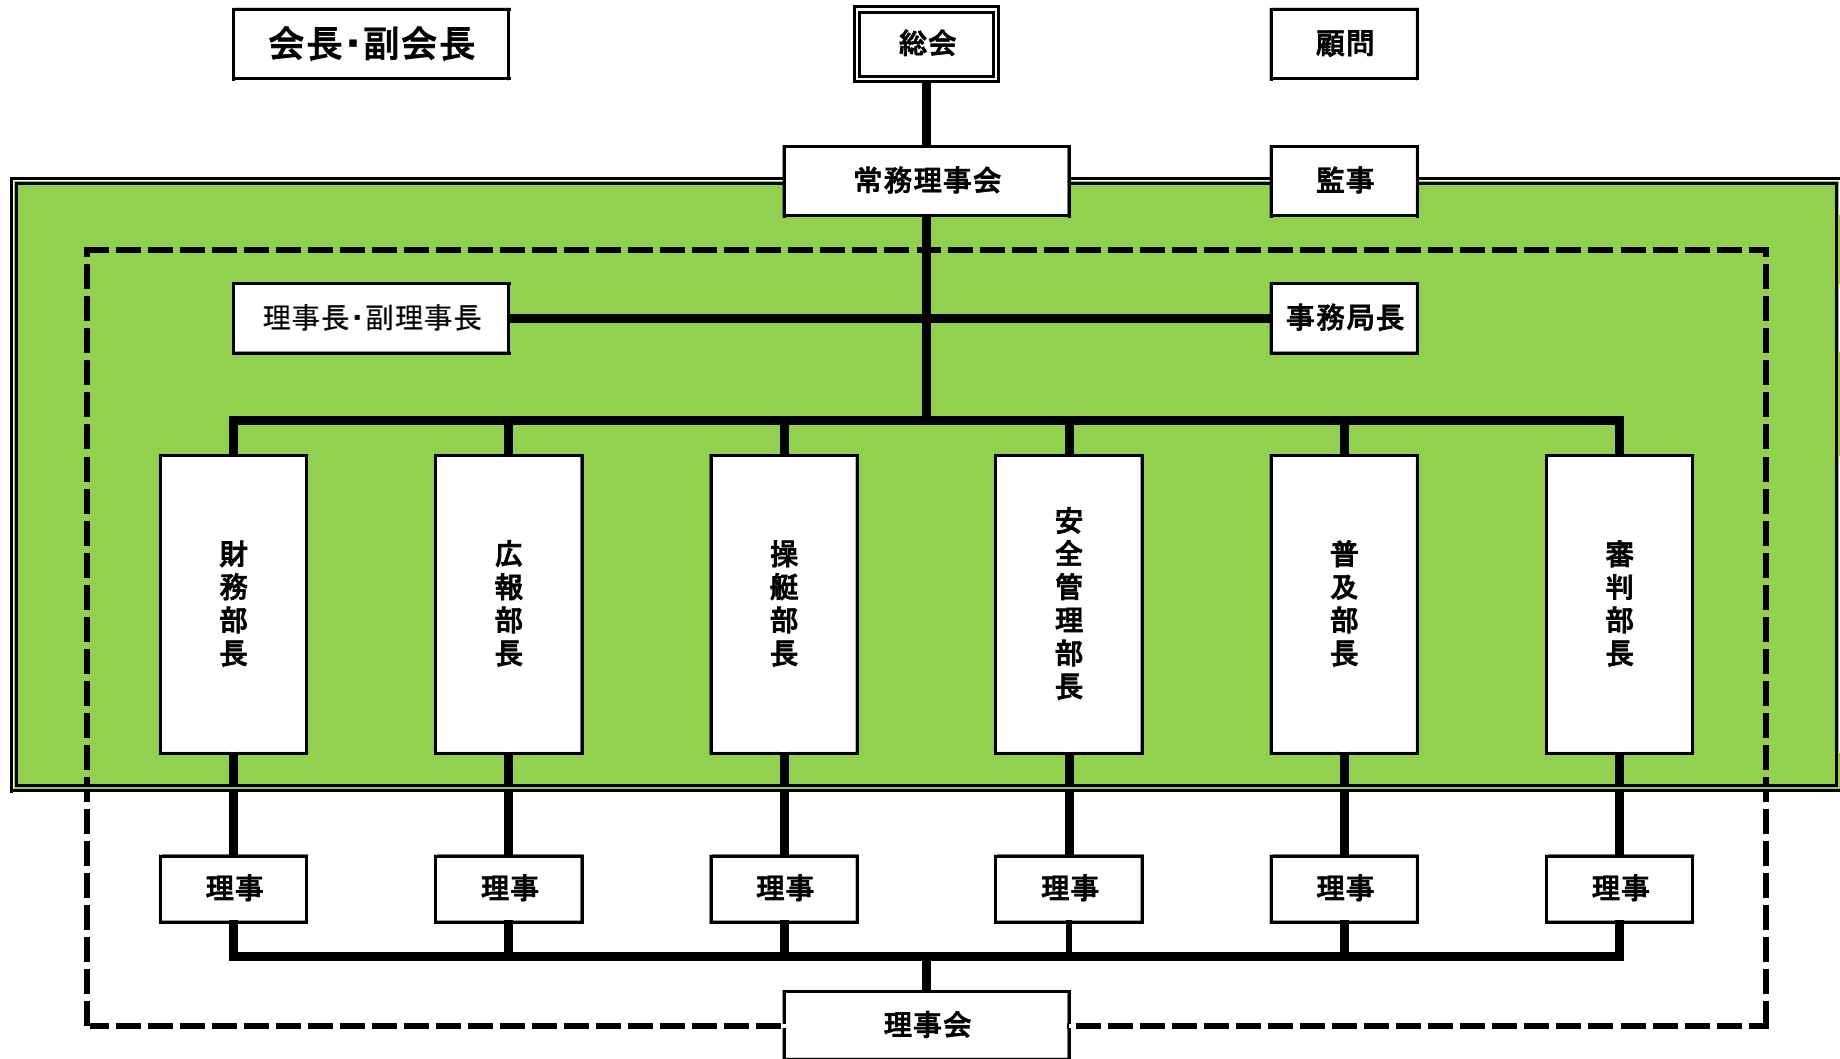 会長・副会長
総会
顧問
常務理事会
監事
理事長・副理事長
事務局長
財務部長
広報部長
操艇部長
安全管理部長
普及部長
審判部長
理事
理事
理事
理事
理事
理事
理事会